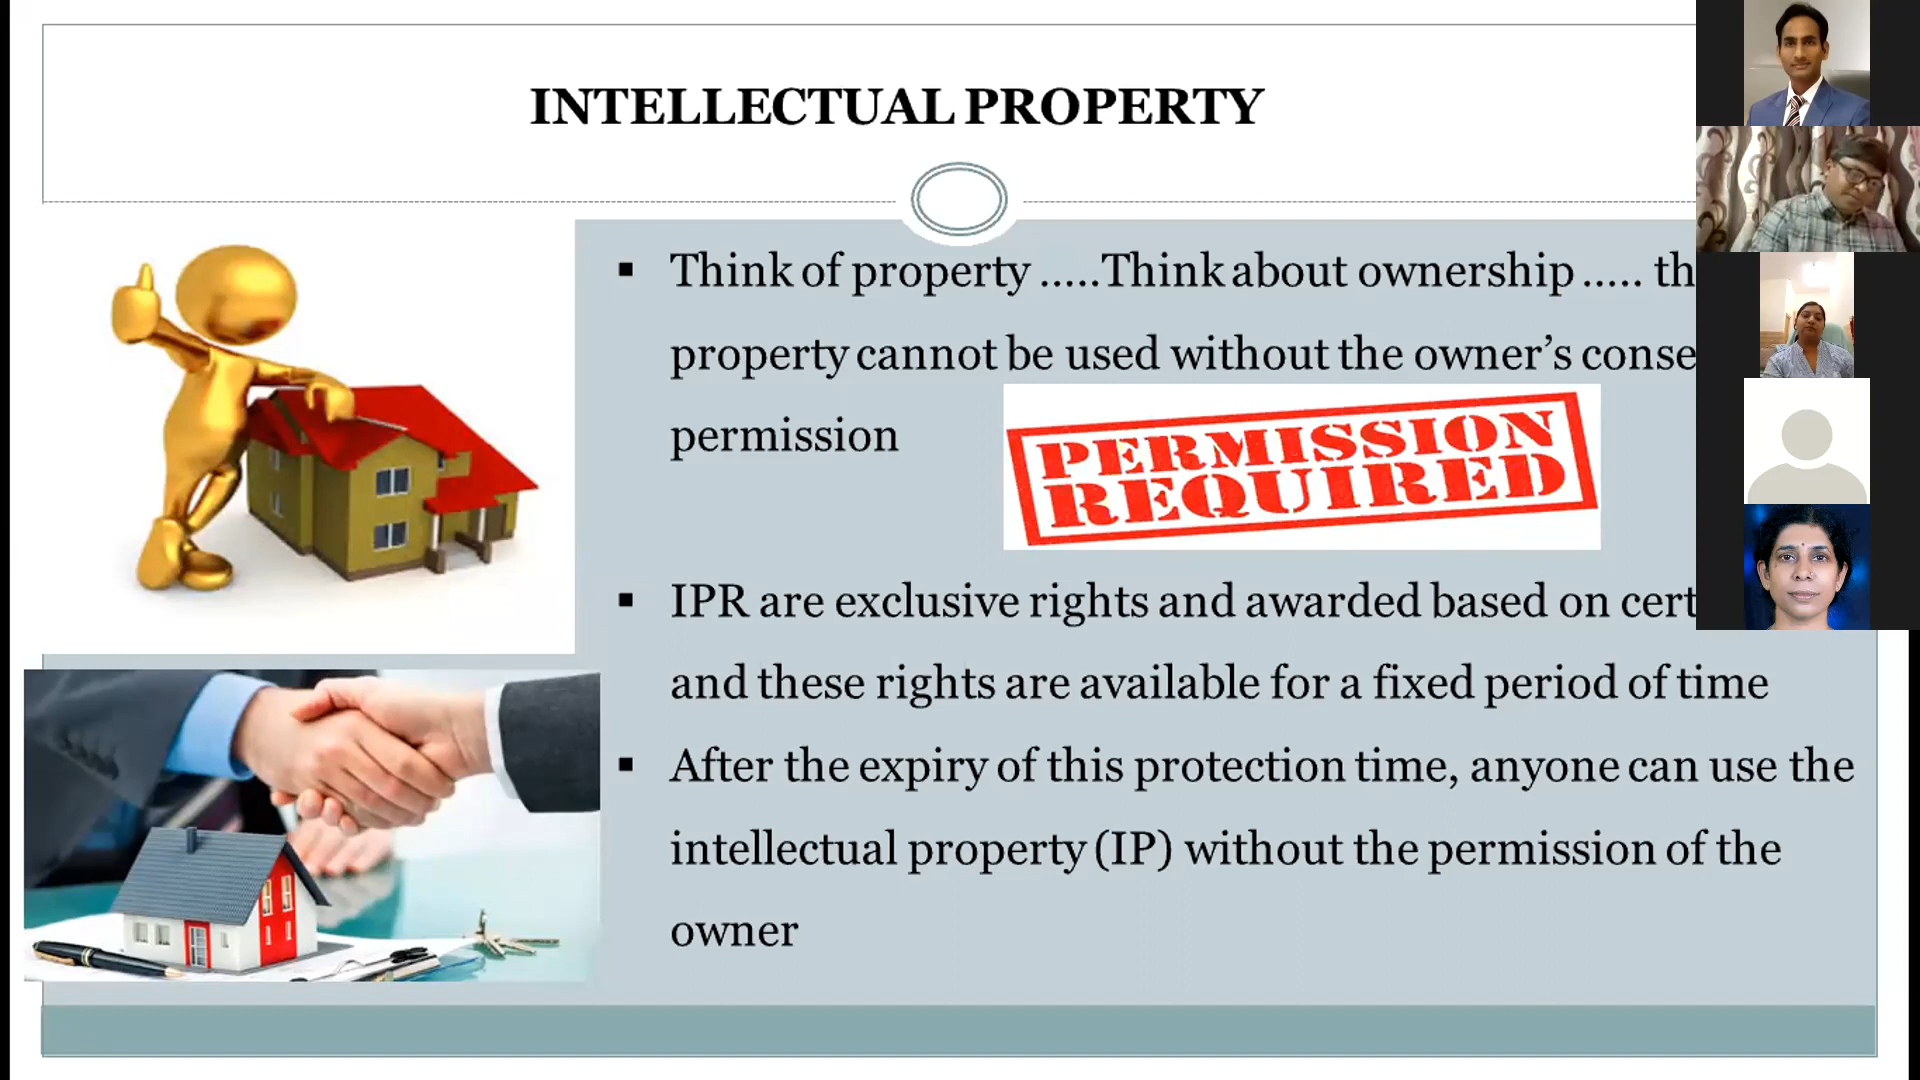 INTELLECTUAL PROPERTY
▪ Think of property …..Think about ownership ….. th
property cannot be used without the owner’s conse
permission
PERMISSION
REQUIRED
▪ IPR are exclusive rights and awarded based on cert
and these rights are available for a fixed period of time
▪ After the expiry of this protection time, anyone can use the
intellectual property (IP) without the permission of the
owner